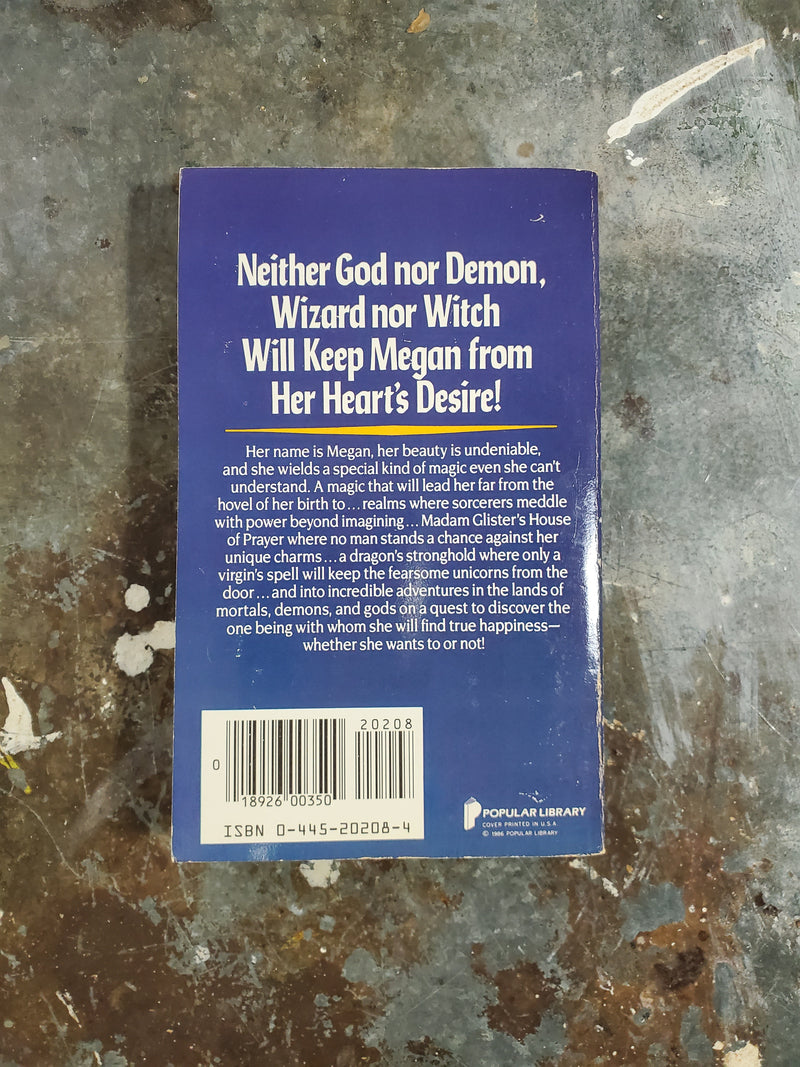 Neither God nor Demon,
Wizard nor Witch
Will Keep Megan from
Her Heart's Desire!
Her name is Megan, her beauty is undeniable,
and she wields a special kind of magic even she can't
understand. A magic that will lead her far from the
hovel of her birth to...realms where sorcerers meddle
with power beyond imagining...Madam Glister's House
of Prayer where no man stands a chance against her
unique charms...a dragon's stronghold where only a
virgin's spell will keep the fearsome unicorns from the
door...and into incredible adventures in the lands of
mortals, demons, and gods on a quest to discover the
one being with whom she will find true happiness—
whether she wants to or not!
20208
0
18926 00350
ISBN 0-445-20208-4
POPULAR LIBRARY
COVER PRINTED IN U.S.A.
© 1986 POPULAR LIBRARY